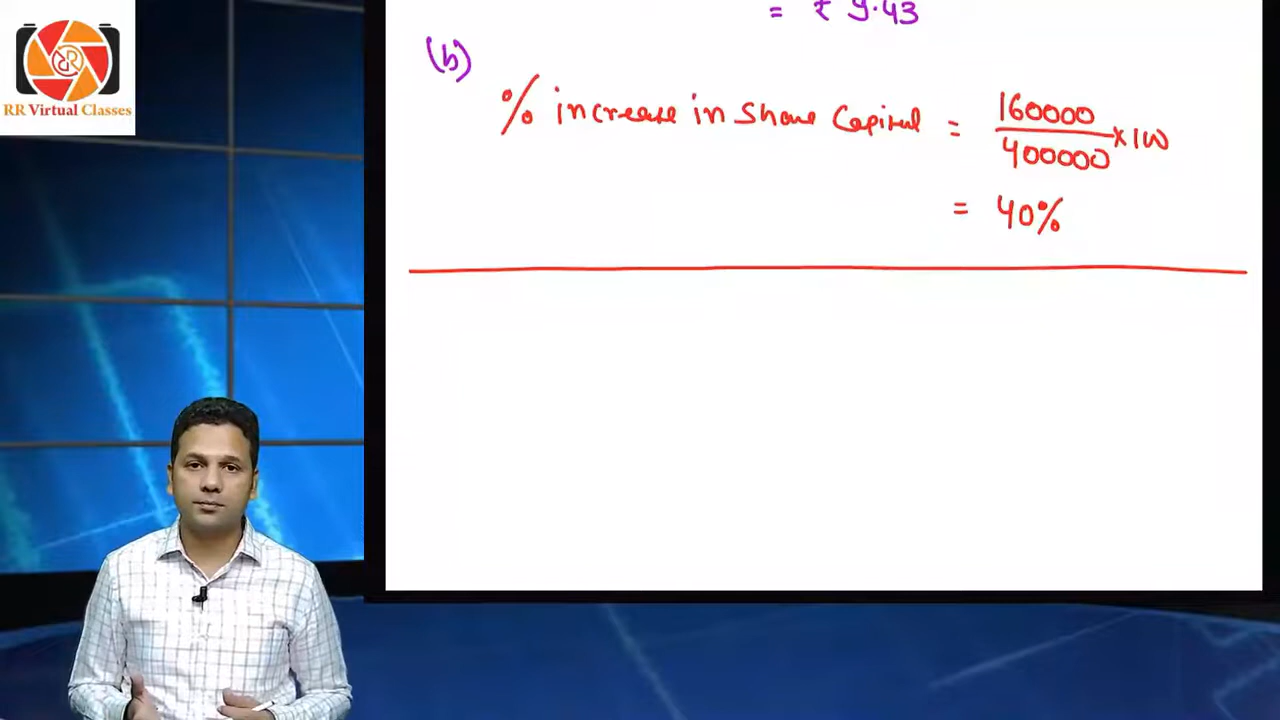 RR Virtual Classes
= ₹ 9.43
(b)
% increase in Share Capital = 160000/400000 × 100
= 40%